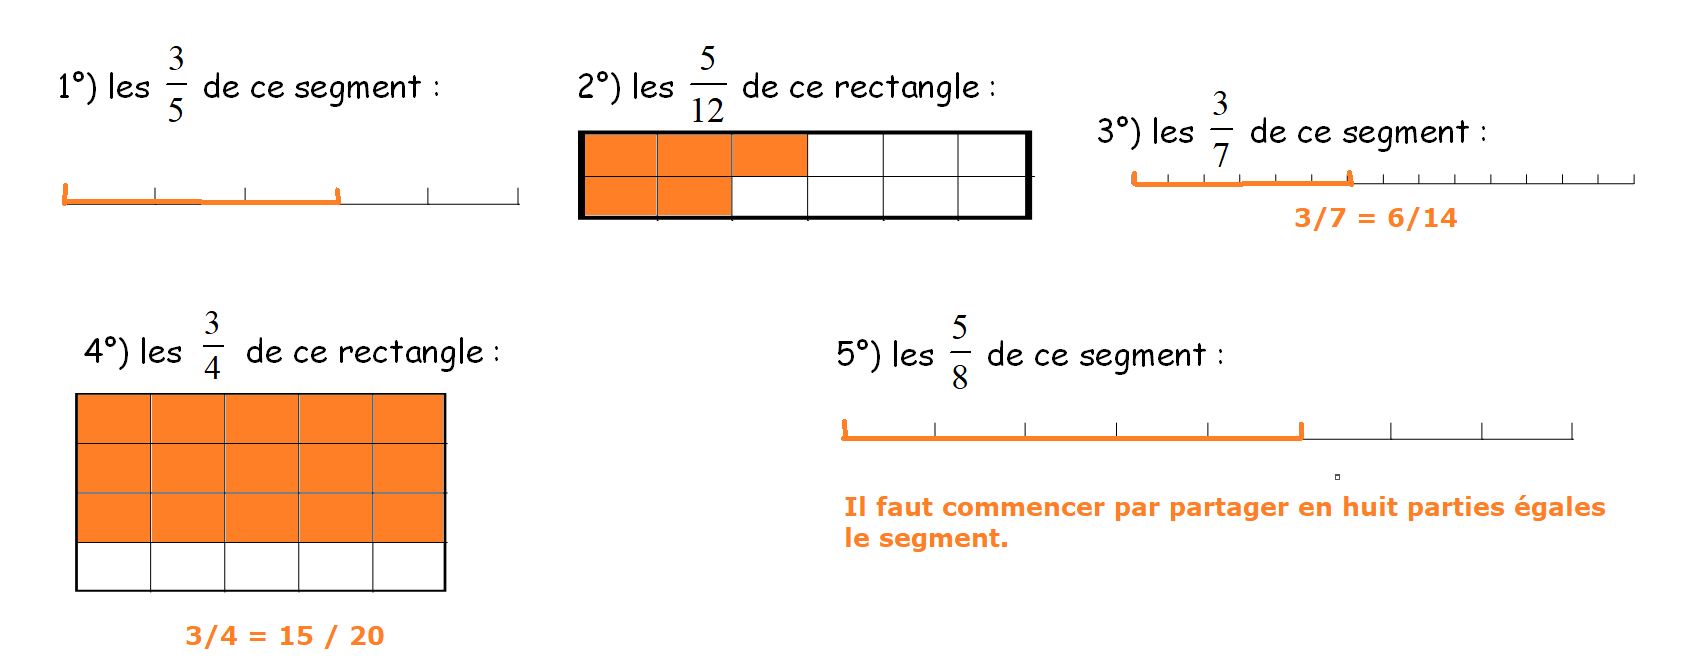 1°) les 3/5 de ce segment :
2°) les 5/12 de ce rectangle :
3°) les 3/7 de ce segment :
3/7 = 6/14
4°) les 3/4 de ce rectangle :
5°) les 5/8 de ce segment :
Il faut commencer par partager en huit parties égales
le segment.
3/4 = 15 / 20